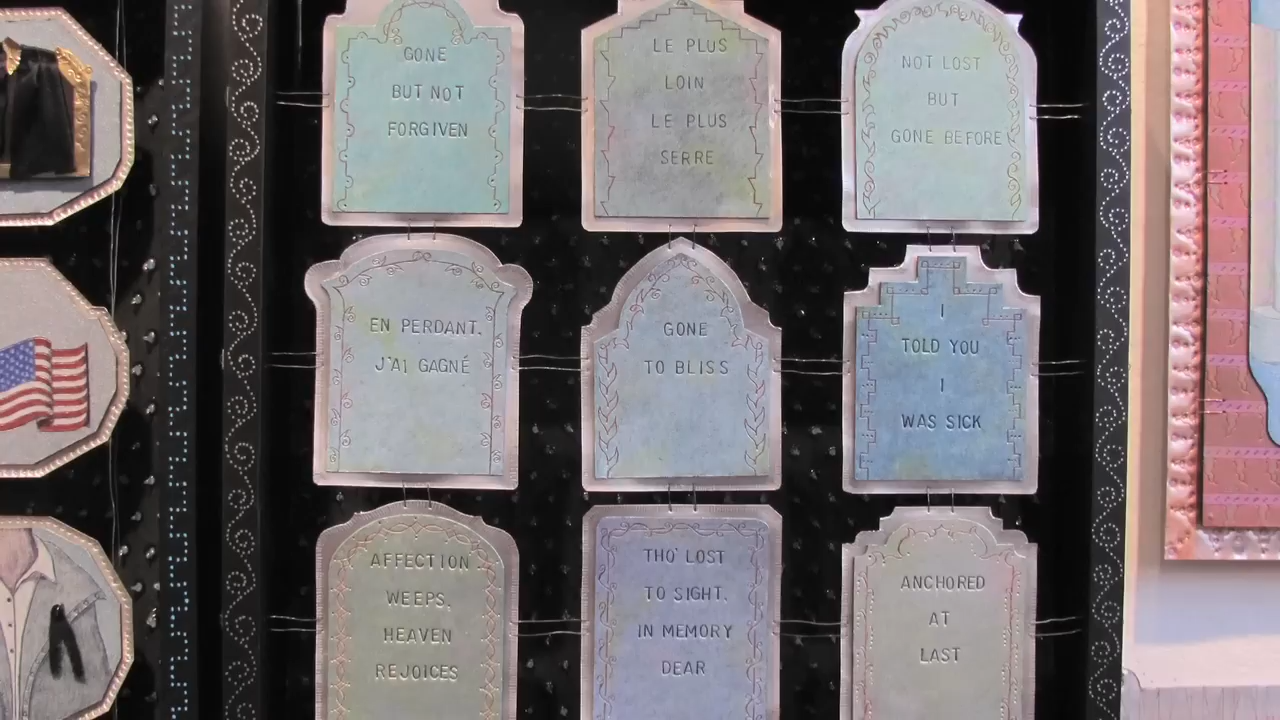 GONE
BUT NOT
FORGIVEN
LE PLUS
LOIN
LE PLUS
SERRE
NOT LOST
BUT
GONE BEFORE
EN PERDANT.
J'AI GAGNÉ
GONE
TO BLISS
I
TOLD YOU
I
WAS SICK
AFFECTION
WEEPS,
HEAVEN
REJOICES
THO' LOST
TO SIGHT,
IN MEMORY
DEAR
ANCHORED
AT
LAST